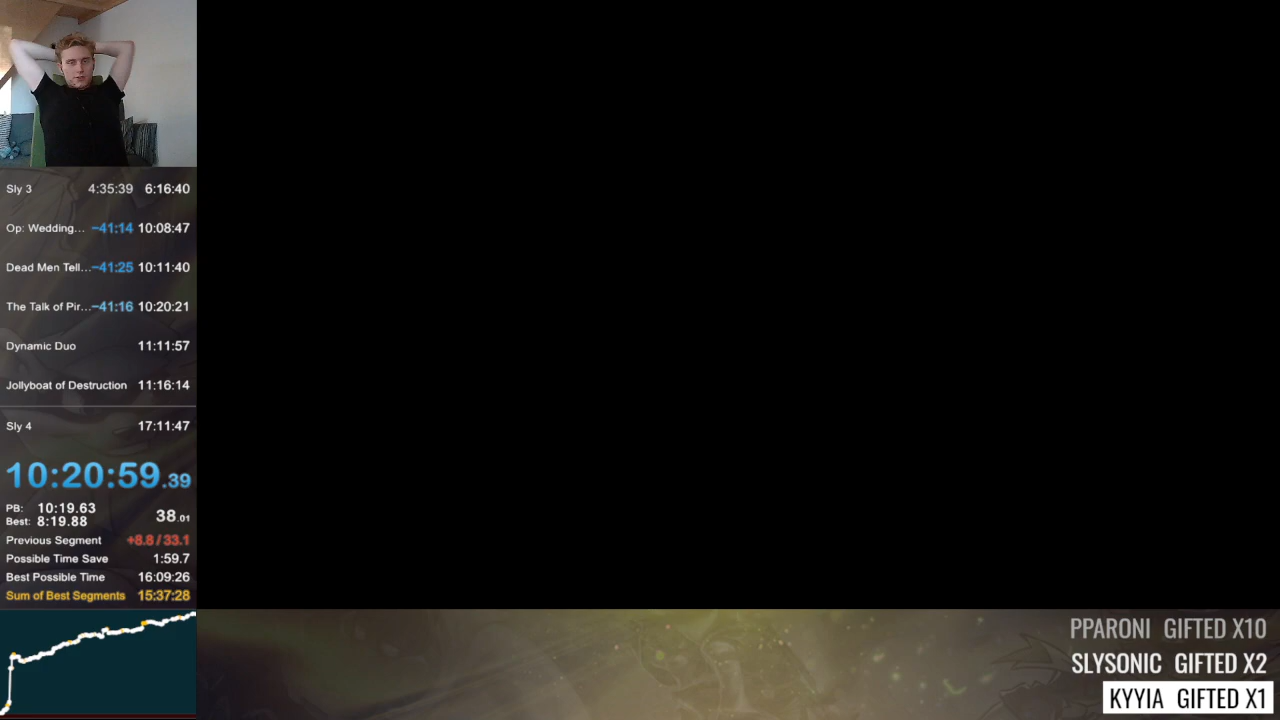 Sly 3 4:35:39 6:16:40
Op: Wedding... −41:14 10:08:47
Dead Men Tell... −41:25 10:11:40
The Talk of Pir... −41:16 10:20:21
Dynamic Duo 11:11:57
Jollyboat of Destruction 11:16:14
Sly 4 17:11:47
10:20:59.39
PB: 10:19.63
Best: 8:19.88
38.01
Previous Segment +8.8 / 33.1
Possible Time Save 1:59.7
Best Possible Time 16:09:26
Sum of Best Segments 15:37:28
PPARONI GIFTED X10
SLYSONIC GIFTED X2
KYYIA GIFTED X1